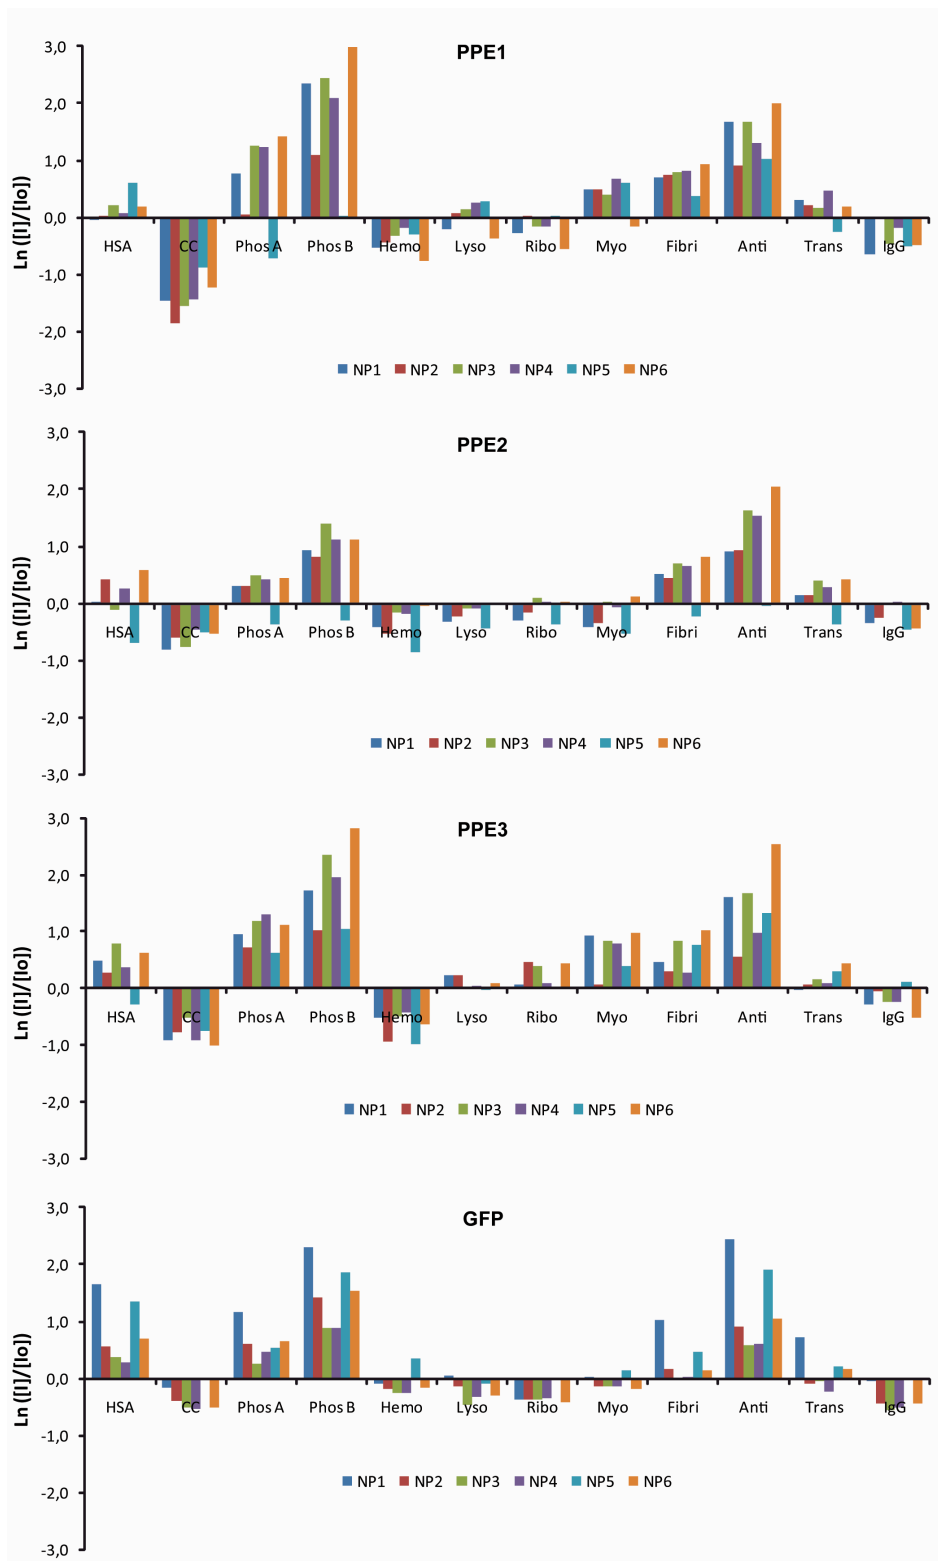 PPE1
Ln ([I]/[Io])
3,0
2,0
1,0
0,0
-1,0
-2,0
-3,0
HSA CC Phos A Phos B Hemo Lyso Ribo Myo Fibri Anti Trans IgG
NP1 NP2 NP3 NP4 NP5 NP6
PPE2
Ln ([I]/[Io])
3,0
2,0
1,0
0,0
-1,0
-2,0
-3,0
HSA CC Phos A Phos B Hemo Lyso Ribo Myo Fibri Anti Trans IgG
NP1 NP2 NP3 NP4 NP5 NP6
PPE3
Ln ([I]/[Io])
3,0
2,0
1,0
0,0
-1,0
-2,0
-3,0
HSA CC Phos A Phos B Hemo Lyso Ribo Myo Fibri Anti Trans IgG
NP1 NP2 NP3 NP4 NP5 NP6
GFP
Ln ([I]/[Io])
3,0
2,0
1,0
0,0
-1,0
-2,0
-3,0
HSA CC Phos A Phos B Hemo Lyso Ribo Myo Fibri Anti Trans IgG
NP1 NP2 NP3 NP4 NP5 NP6